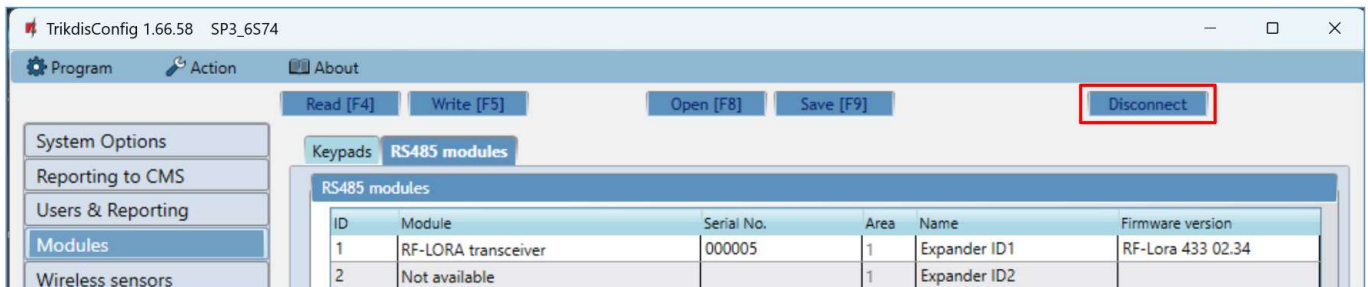 TrikdisConfig 1.66.58 SP3_6S74
Program Action About
Read [F4] Write [F5] Open [F8] Save [F9] Disconnect
System Options
Keypads RS485 modules
Reporting to CMS
RS485 modules
Users & Reporting
ID Module Serial No. Area Name Firmware version
Modules
1 RF-LORA transceiver 000005 1 Expander ID1 RF-Lora 433 02.34
Wireless sensors
2 Not available 1 Expander ID2